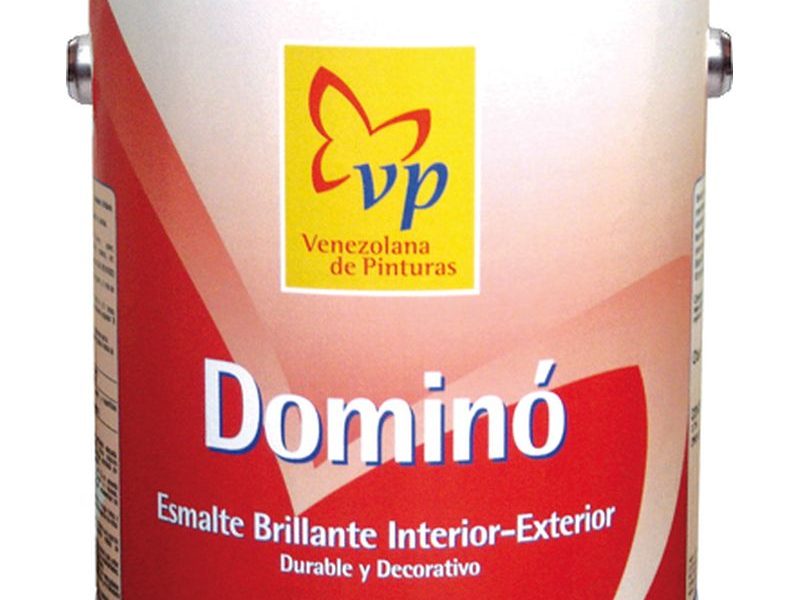 vp
Venezolana
de Pinturas
Dominó
Esmalte Brillante Interior-Exterior
Durable y Decorativo